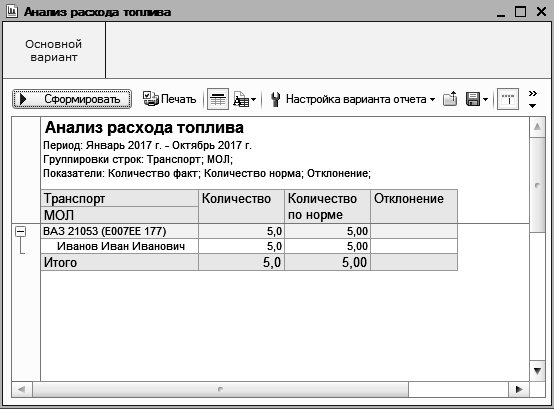 Анализ расхода топлива
Основной
вариант
Сформировать Печать Настройка варианта отчета
Анализ расхода топлива
Период: Январь 2017 г. - Октябрь 2017 г.
Группировки строк: Транспорт; МОЛ;
Показатели: Количество факт; Количество норма; Отклонение;
Транспорт Количество Количество по норме Отклонение
МОЛ
ВАЗ 21053 (Е007ЕЕ 177) 5,0 5,00
Иванов Иван Иванович 5,0 5,00
Итого 5,0 5,00